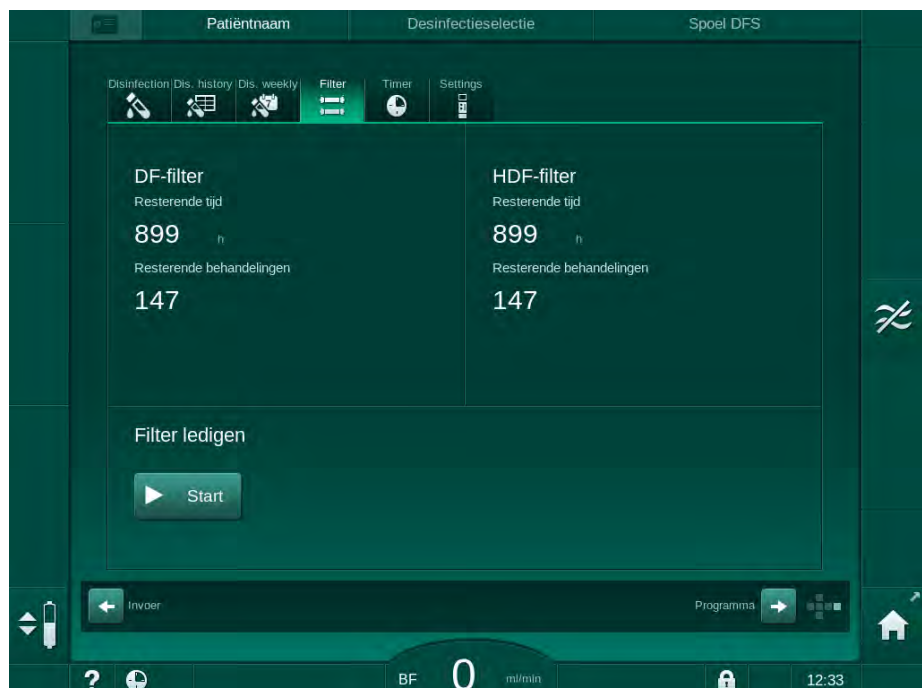 Patiëntnaam Desinfectieselectie Spoel DFS
Disinfection Dis. history Dis. weekly Filter Timer Settings
7
DF-filter
Resterende tijd
899 h
Resterende behandelingen
147
HDF-filter
Resterende tijd
899 h
Resterende behandelingen
147
Filter ledigen
Start
Invoer Programma
? BF 0 ml/min 12:33